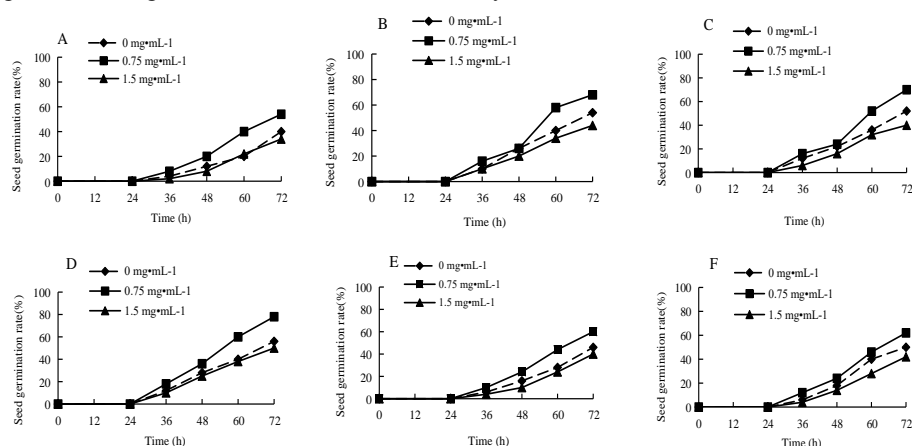 A
0 mg•mL-1
0.75 mg•mL-1
1.5 mg•mL-1
Seed germination rate(%)
100
80
60
40
20
0
0 12 24 36 48 60 72
Time (h)
B
0 mg•mL-1
0.75 mg•mL-1
1.5 mg•mL-1
Seed germination rate(%)
100
80
60
40
20
0
0 12 24 36 48 60 72
Time (h)
C
0 mg•mL-1
0.75 mg•mL-1
1.5 mg•mL-1
Seed germination rate(%)
100
80
60
40
20
0
0 12 24 36 48 60 72
Time (h)
D
0 mg•mL-1
0.75 mg•mL-1
1.5 mg•mL-1
Seed germination rate(%)
100
80
60
40
20
0
0 12 24 36 48 60 72
Time (h)
E
0 mg•mL-1
0.75 mg•mL-1
1.5 mg•mL-1
Seed germination rate(%)
100
80
60
40
20
0
0 12 24 36 48 60 72
Time (h)
F
0 mg•mL-1
0.75 mg•mL-1
1.5 mg•mL-1
Seed germination rate(%)
100
80
60
40
20
0
0 12 24 36 48 60 72
Time (h)